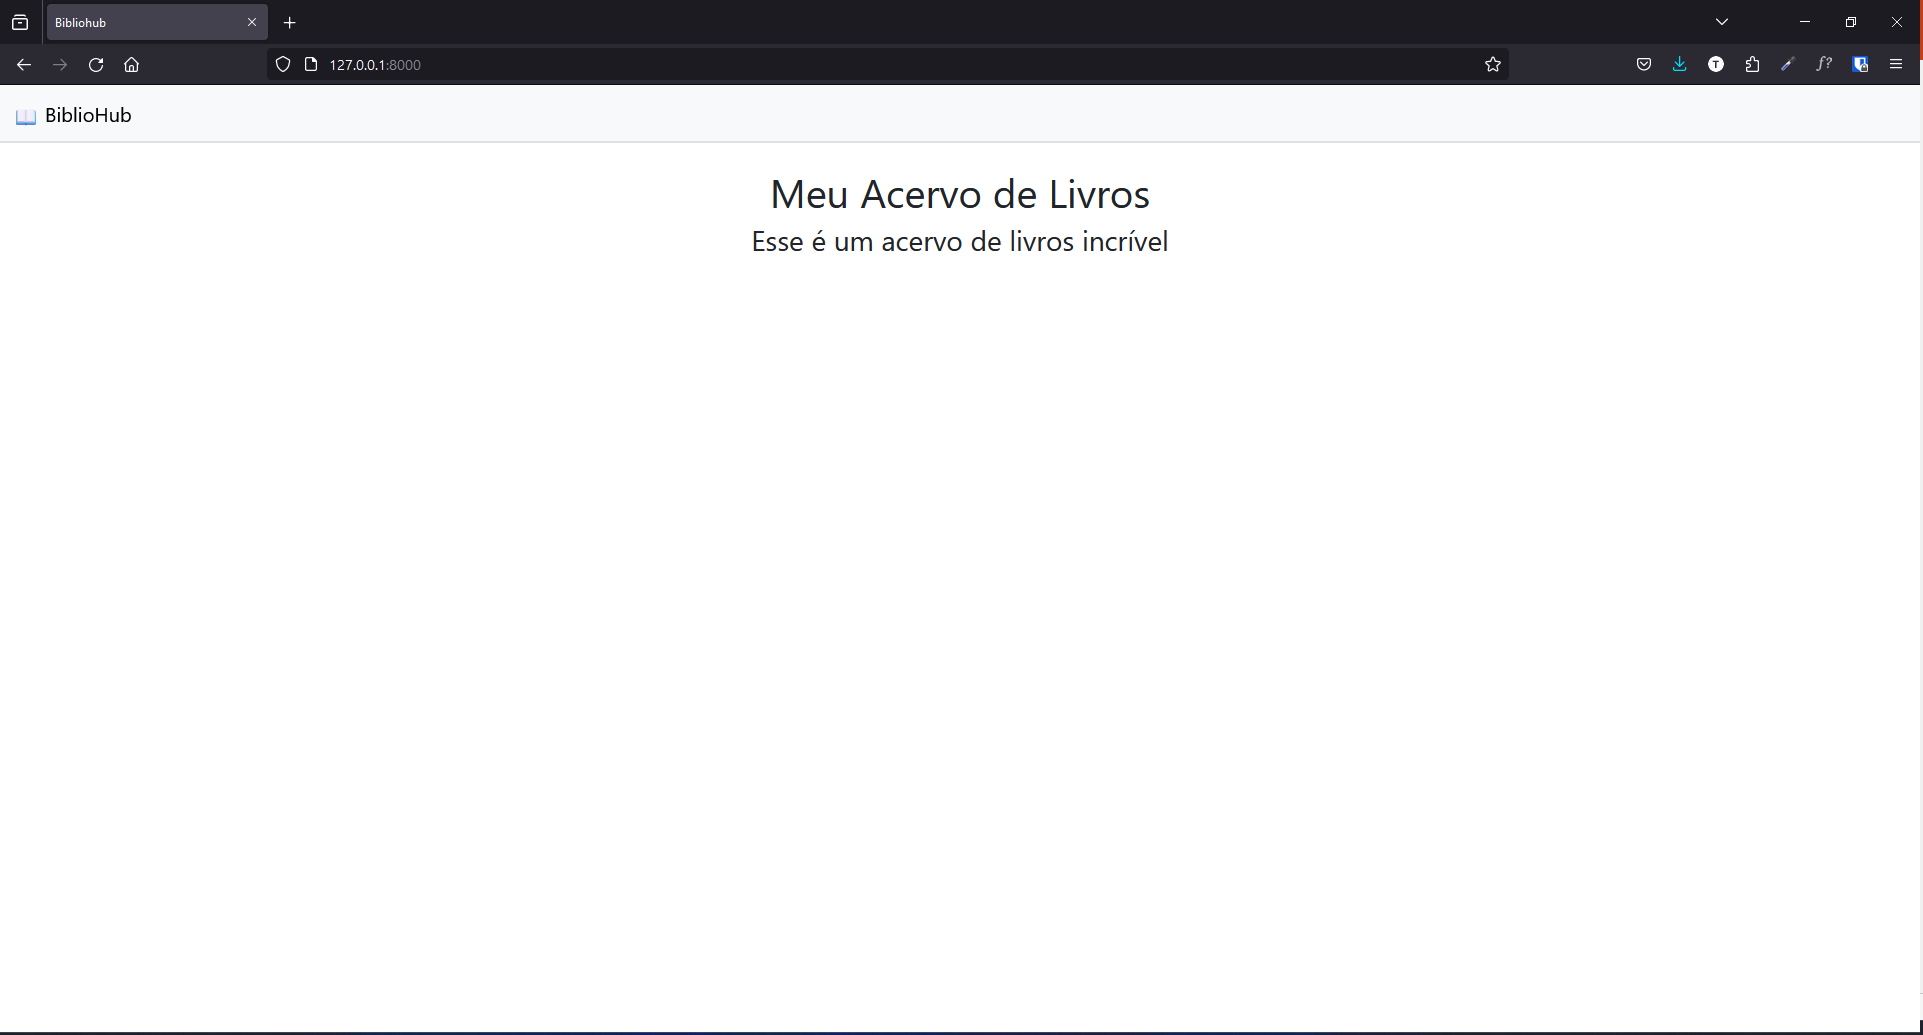 Bibliohub
127.0.0.1:8000
T
f?
BiblioHub
Meu Acervo de Livros
Esse é um acervo de livros incrível